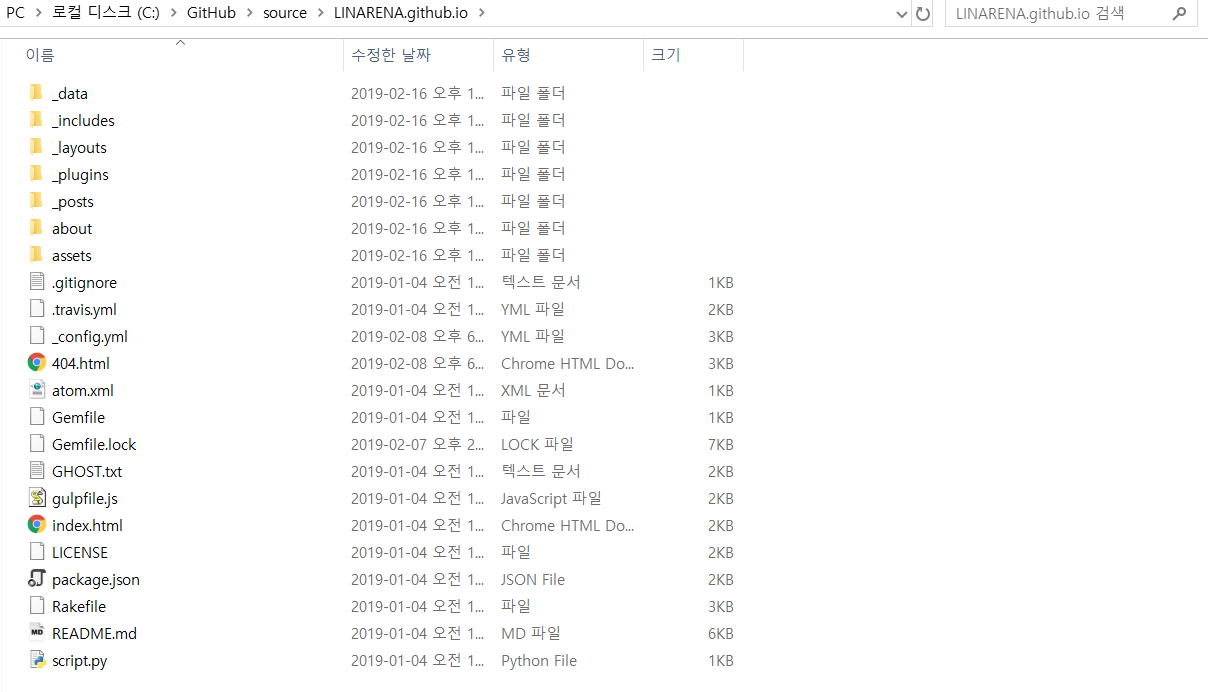 PC > 로컬 디스크 (C:) > GitHub > source > LINARENA.github.io > LINARENA.github.io 검색
이름 수정한 날짜 유형 크기
_data 2019-02-16 오후 1... 파일 폴더
_includes 2019-02-16 오후 1... 파일 폴더
_layouts 2019-02-16 오후 1... 파일 폴더
_plugins 2019-02-16 오후 1... 파일 폴더
_posts 2019-02-16 오후 1... 파일 폴더
about 2019-02-16 오후 1... 파일 폴더
assets 2019-02-16 오후 1... 파일 폴더
.gitignore 2019-01-04 오전 1... 텍스트 문서 1KB
.travis.yml 2019-01-04 오전 1... YML 파일 2KB
_config.yml 2019-02-08 오후 6... YML 파일 3KB
404.html 2019-02-08 오후 6... Chrome HTML Do... 3KB
atom.xml 2019-01-04 오전 1... XML 문서 1KB
Gemfile 2019-01-04 오전 1... 파일 1KB
Gemfile.lock 2019-02-07 오후 2... LOCK 파일 7KB
GHOST.txt 2019-01-04 오전 1... 텍스트 문서 2KB
gulpfile.js 2019-01-04 오전 1... JavaScript 파일 2KB
index.html 2019-01-04 오전 1... Chrome HTML Do... 2KB
LICENSE 2019-01-04 오전 1... 파일 2KB
package.json 2019-01-04 오전 1... JSON File 2KB
Rakefile 2019-01-04 오전 1... 파일 3KB
MD README.md 2019-01-04 오전 1... MD 파일 6KB
script.py 2019-01-04 오전 1... Python File 1KB